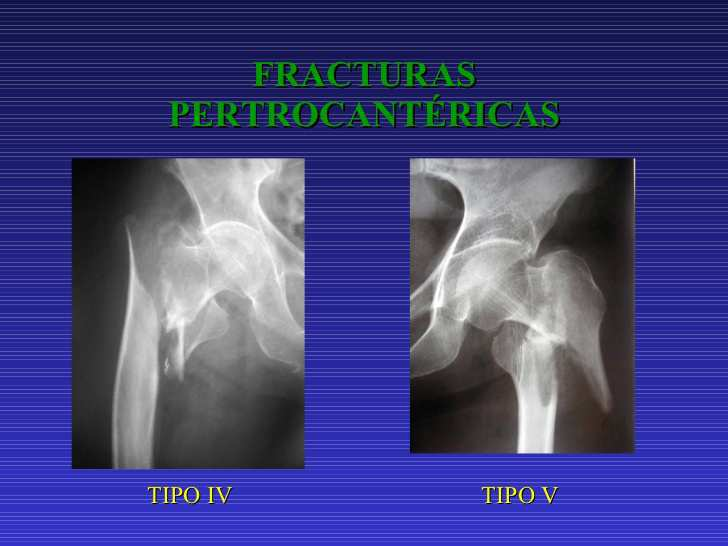 FRACTURAS
PERTROCANTÉRICAS
TIPO IV
TIPO V